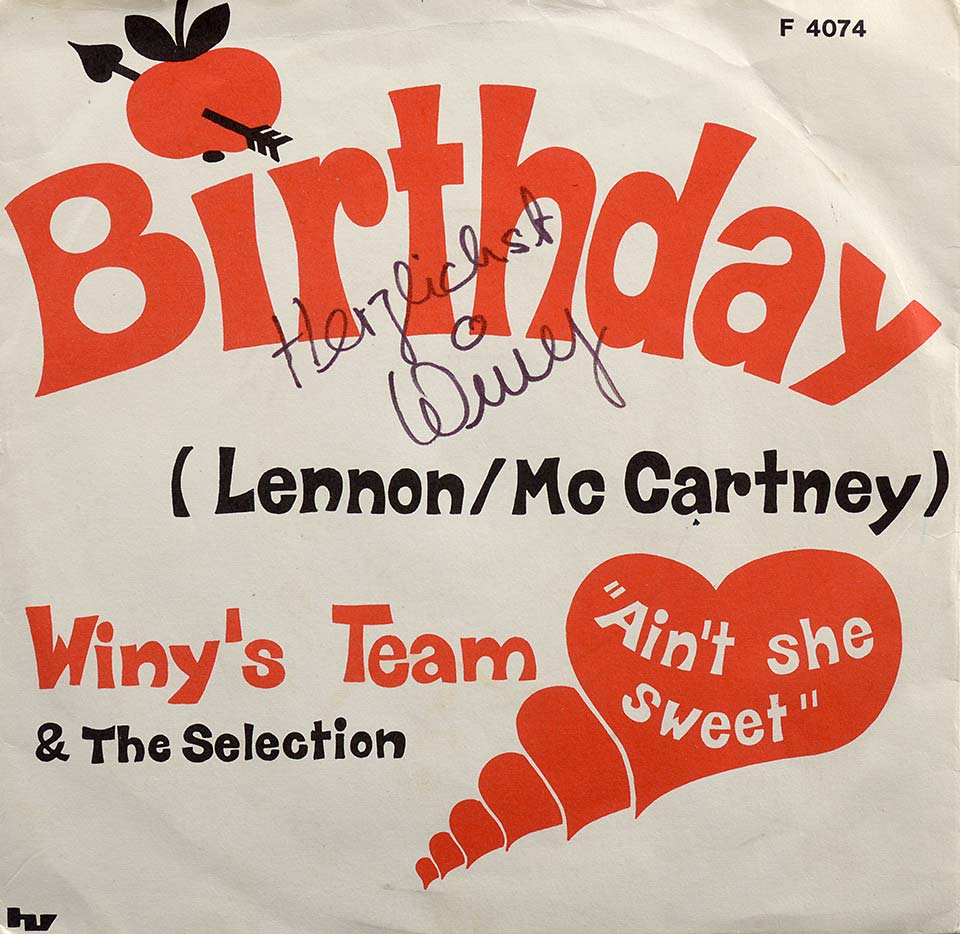 F 4074
Birthday
Herzlichst
Winy
(Lennon/Mc Cartney)
Winy's Team
& The Selection
"Ain't she
sweet"